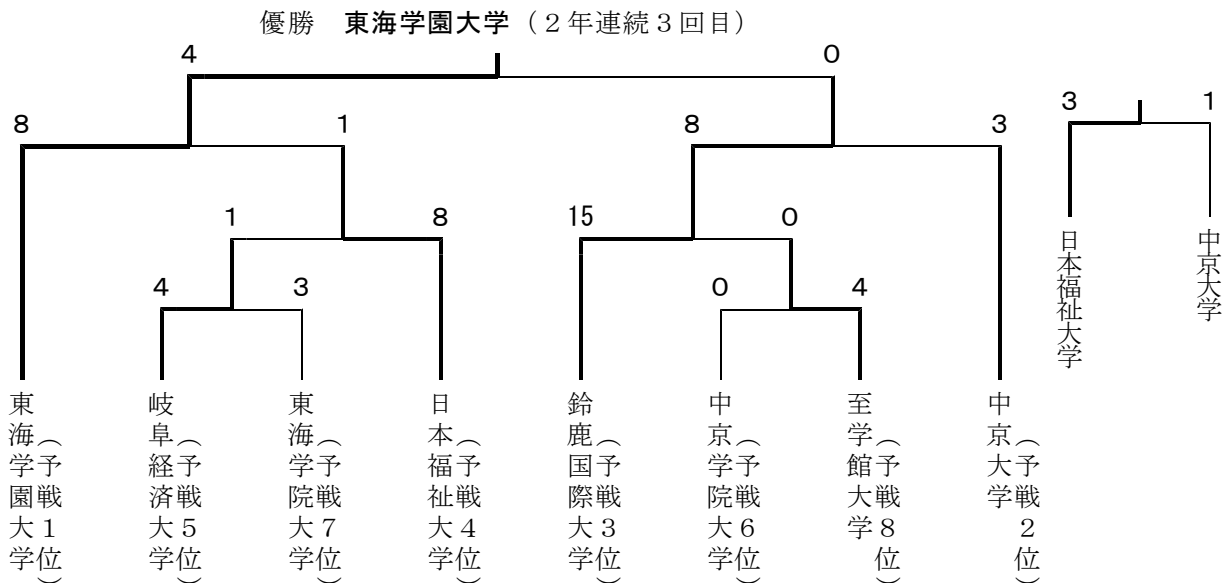 優勝 東海学園大学（２年連続３回目）
4 0
3 1
8 1 8 3
1 8 15 0
4 3 0 4
日本福祉大学
中京大学
東海学園大学（予戦１位）
岐阜経済大学（予戦５位）
東海学院大学（予戦７位）
日本福祉大学（予戦４位）
鈴鹿国際大学（予戦３位）
中京学院大学（予戦６位）
至学館大学（予戦８位）
中京大学（予戦２位）